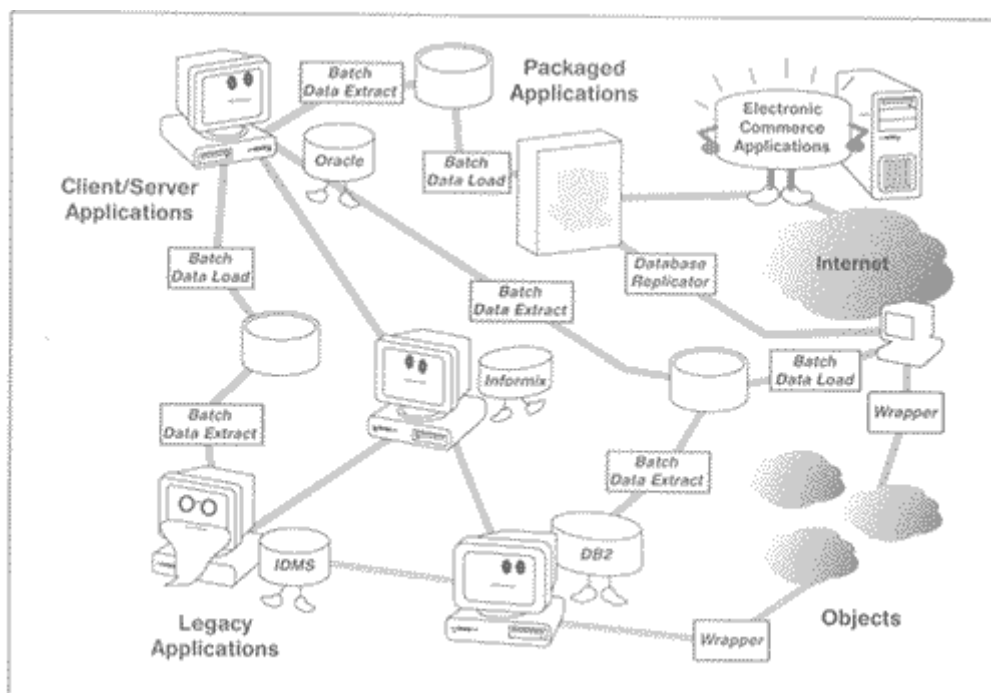 Batch
Data Extract
Packaged
Applications
Electronic
Commerce
Applications
Oracle
Batch
Data Load
Client/Server
Applications
Batch
Data Load
Database
Replicator
Internet
Batch
Data Extract
Informix
Batch
Data Load
Wrapper
Batch
Data Extract
Batch
Data Extract
IDMS
DB2
Legacy
Applications
Objects
Wrapper